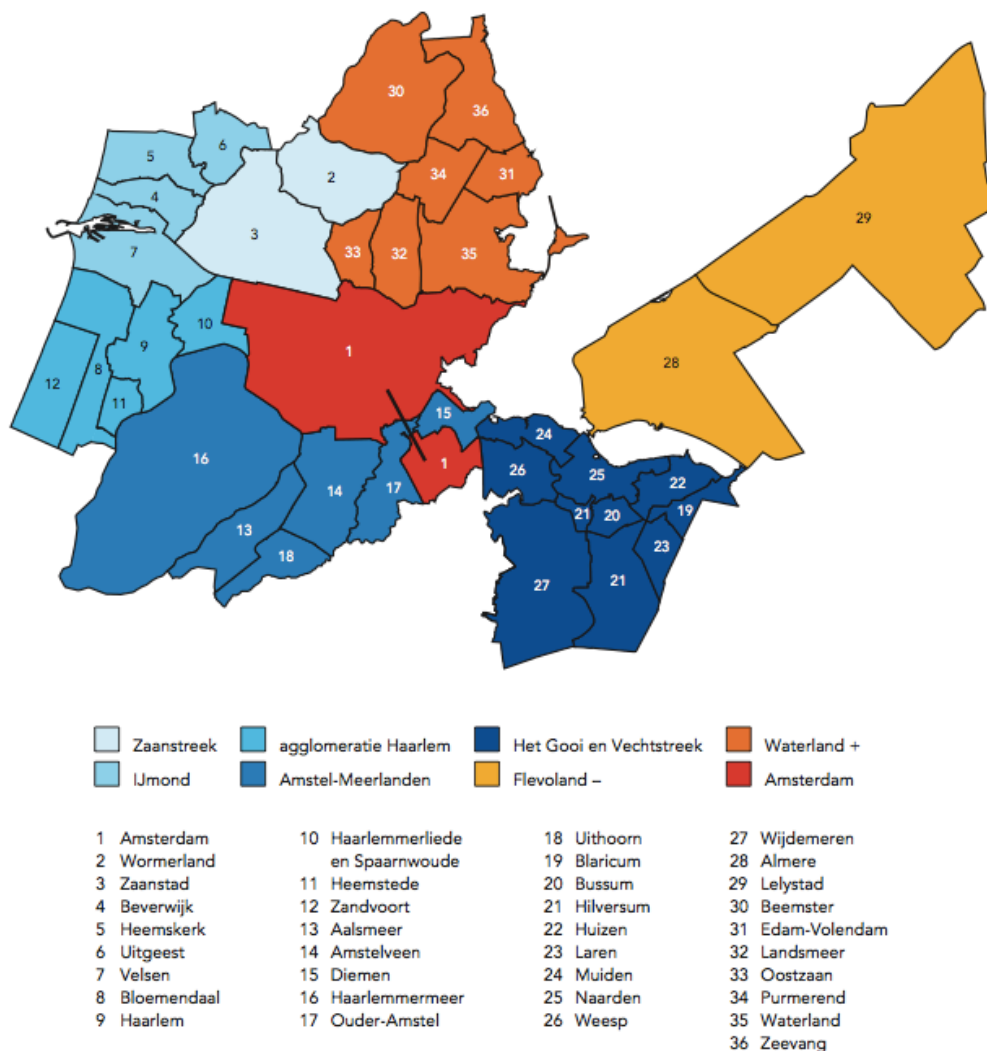 30
36
6
5
2
34
31
4
29
3
33
32
35
7
10
1
9
28
12
8
11
15
24
16
26
25
22
1
14
17
21
20
19
13
23
18
27
21
Zaanstreek
agglomeratie Haarlem
Het Gooi en Vechtstreek
Waterland +
IJmond
Amstel-Meerlanden
Flevoland –
Amsterdam
1 Amsterdam
2 Wormerland
3 Zaanstad
4 Beverwijk
5 Heemskerk
6 Uitgeest
7 Velsen
8 Bloemendaal
9 Haarlem
10 Haarlemmerliede
en Spaarnwoude
11 Heemstede
12 Zandvoort
13 Aalsmeer
14 Amstelveen
15 Diemen
16 Haarlemmermeer
17 Ouder-Amstel
18 Uithoorn
19 Blaricum
20 Bussum
21 Hilversum
22 Huizen
23 Laren
24 Muiden
25 Naarden
26 Weesp
27 Wijdemeren
28 Almere
29 Lelystad
30 Beemster
31 Edam-Volendam
32 Landsmeer
33 Oostzaan
34 Purmerend
35 Waterland
36 Zeevang